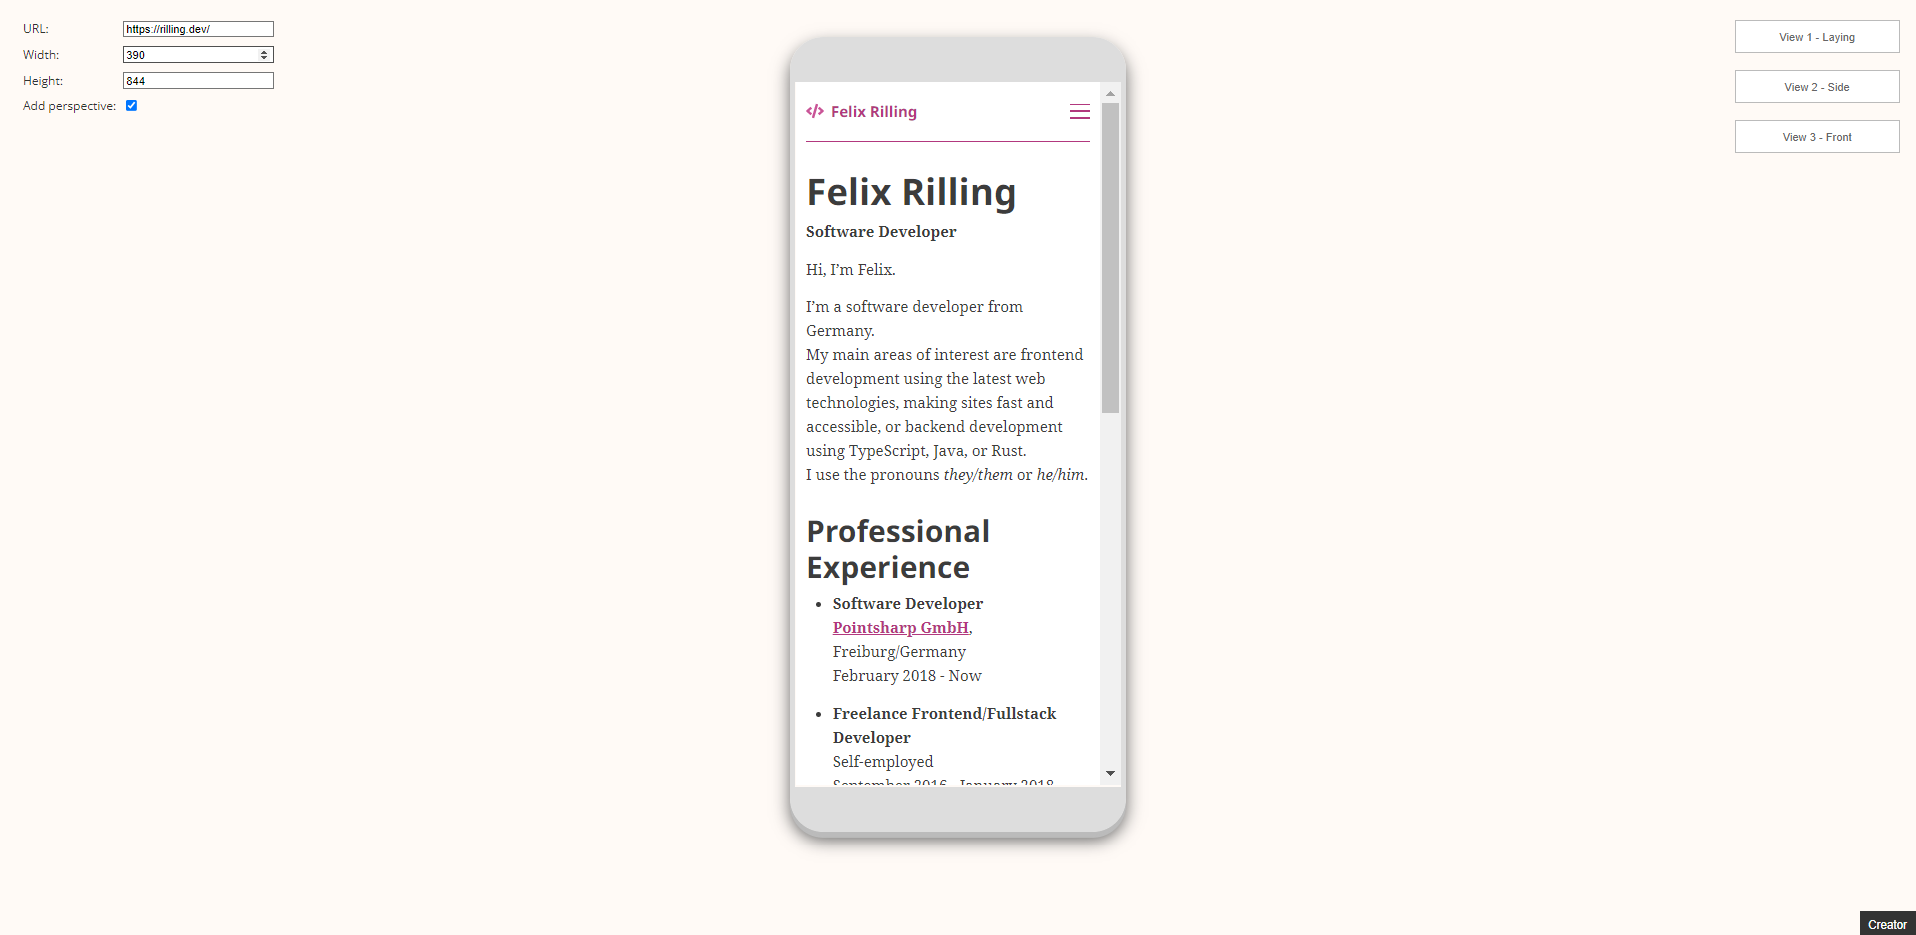 URL: https://rilling.dev/
Width: 390
Height: 844
Add perspective:
View 1 - Laying
View 2 - Side
View 3 - Front
</> Felix Rilling
Felix Rilling
Software Developer
Hi, I’m Felix.
I’m a software developer from
Germany.
My main areas of interest are frontend
development using the latest web
technologies, making sites fast and
accessible, or backend development
using TypeScript, Java, or Rust.
I use the pronouns they/them or he/him.
Professional
Experience
• Software Developer
Pointsharp GmbH,
Freiburg/Germany
February 2018 - Now
• Freelance Frontend/Fullstack
Developer
Self-employed
September 2016 - January 2018
Creator